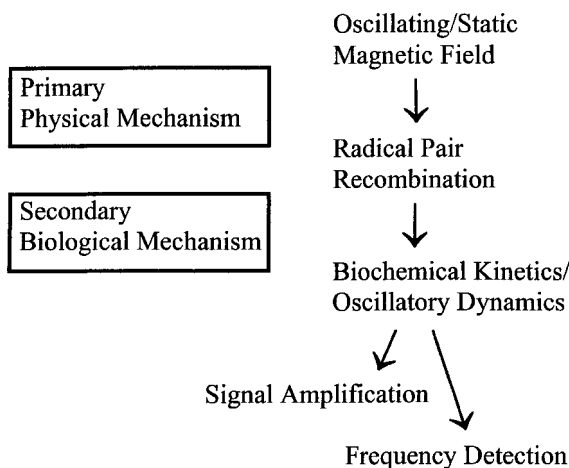 Oscillating/Static
Magnetic Field
Primary
Physical Mechanism
Radical Pair
Recombination
Secondary
Biological Mechanism
Biochemical Kinetics/
Oscillatory Dynamics
Signal Amplification
Frequency Detection